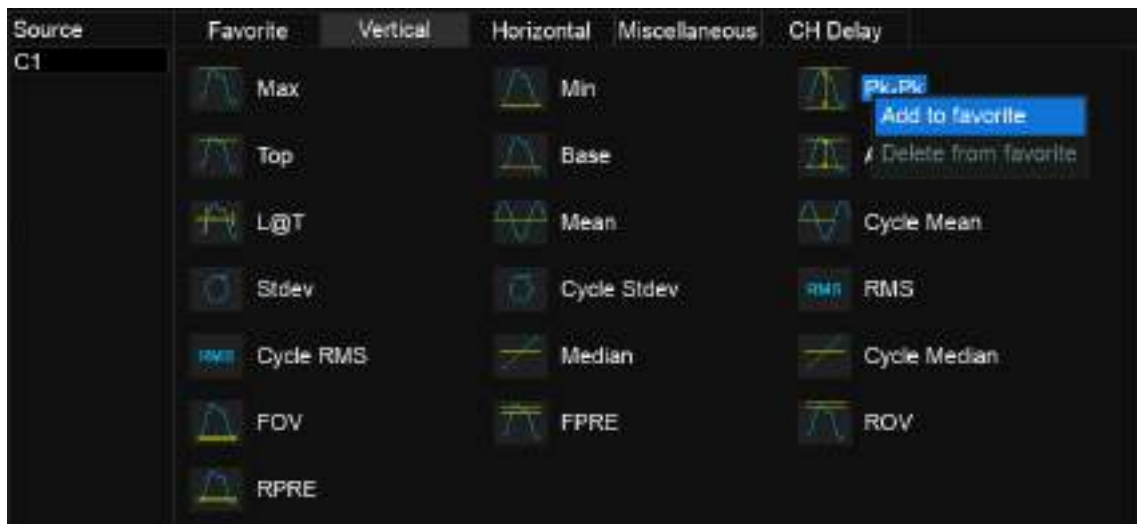 Source Favorite Vertical Horizontal Miscellaneous CH Delay
C1
Max Min Pk-Pk
Add to favorite
Top Base Delete from favorite
L@T Mean Cycle Mean
Stdev Cycle Stdev RMS RMS
RMS Cycle RMS Median Cycle Median
FOV FPRE ROV
RPRE